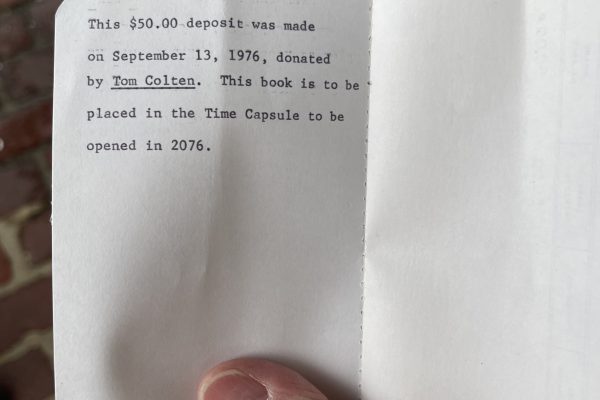 This $50.00 deposit was made
on September 13, 1976, donated
by Tom Colten. This book is to be
placed in the Time Capsule to be
opened in 2076.